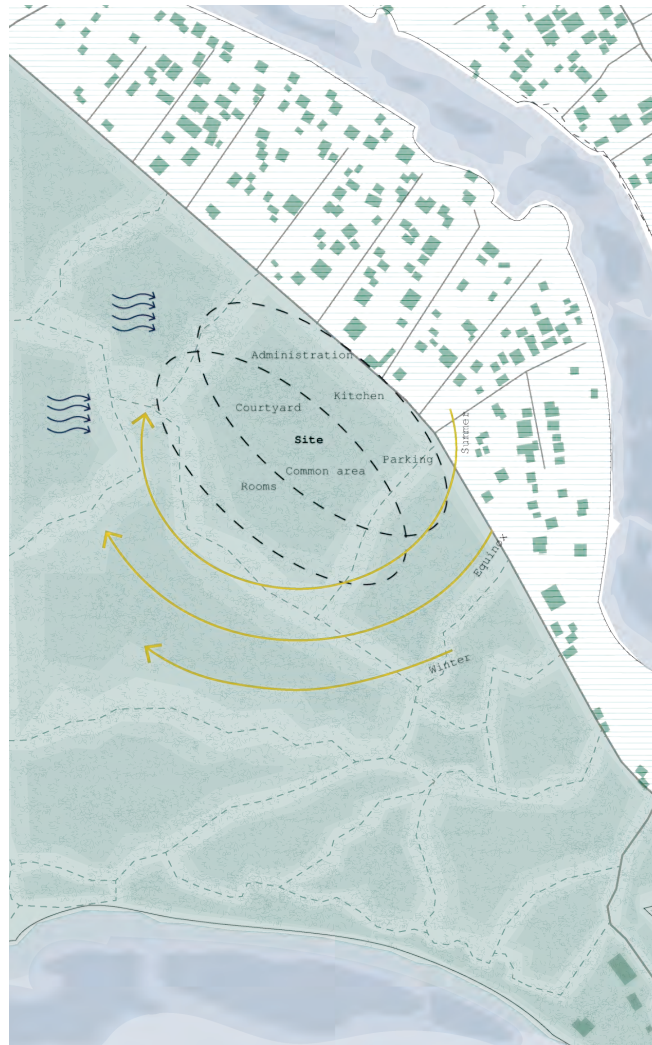 Administration
Kitchen
Courtyard
Summer
Site
Parking
Common area
Rooms
Equinox
Winter